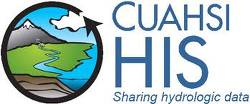 CUAHSI
HIS
Sharing hydrologic data